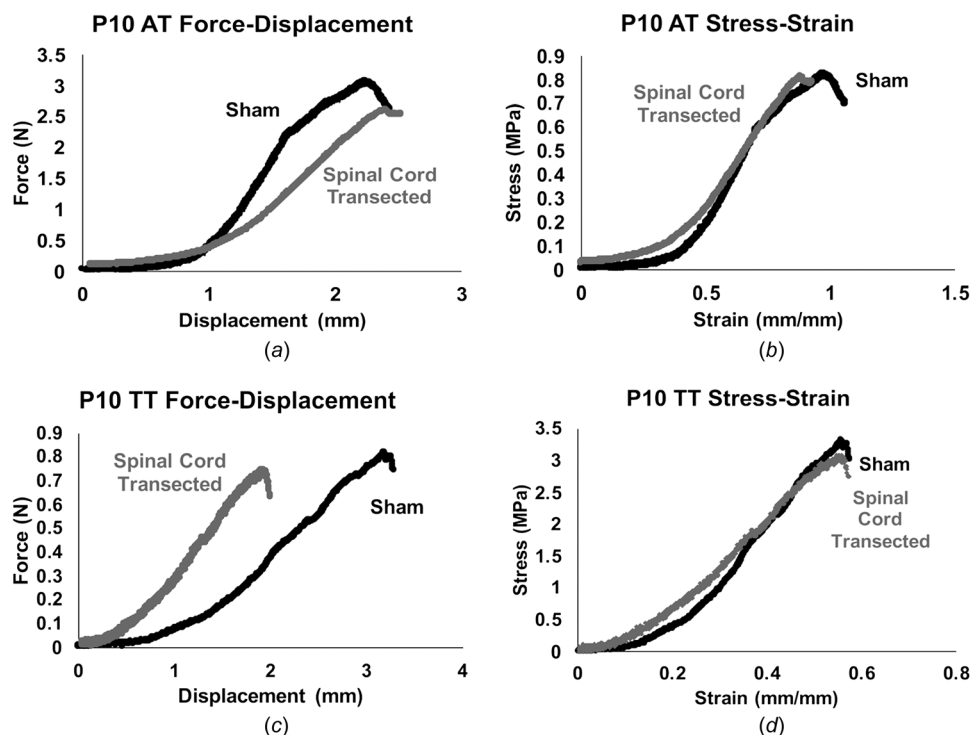 P10 AT Force-Displacement
3.5
3
2.5
2
1.5
1
0.5
0
Force (N)
Sham
Spinal Cord
Transected
0 1 2 3
Displacement (mm)
(a)
P10 AT Stress-Strain
0.9
0.8
0.7
0.6
0.5
0.4
0.3
0.2
0.1
0
Stress (MPa)
Spinal Cord
Transected
Sham
0 0.5 1 1.5
Strain (mm/mm)
(b)
P10 TT Force-Displacement
0.9
0.8
0.7
0.6
0.5
0.4
0.3
0.2
0.1
0
Force (N)
Spinal Cord
Transected
Sham
0 1 2 3 4
Displacement (mm)
(c)
P10 TT Stress-Strain
3.5
3
2.5
2
1.5
1
0.5
0
Stress (MPa)
Sham
Spinal
Cord
Transected
0 0.2 0.4 0.6 0.8
Strain (mm/mm)
(d)